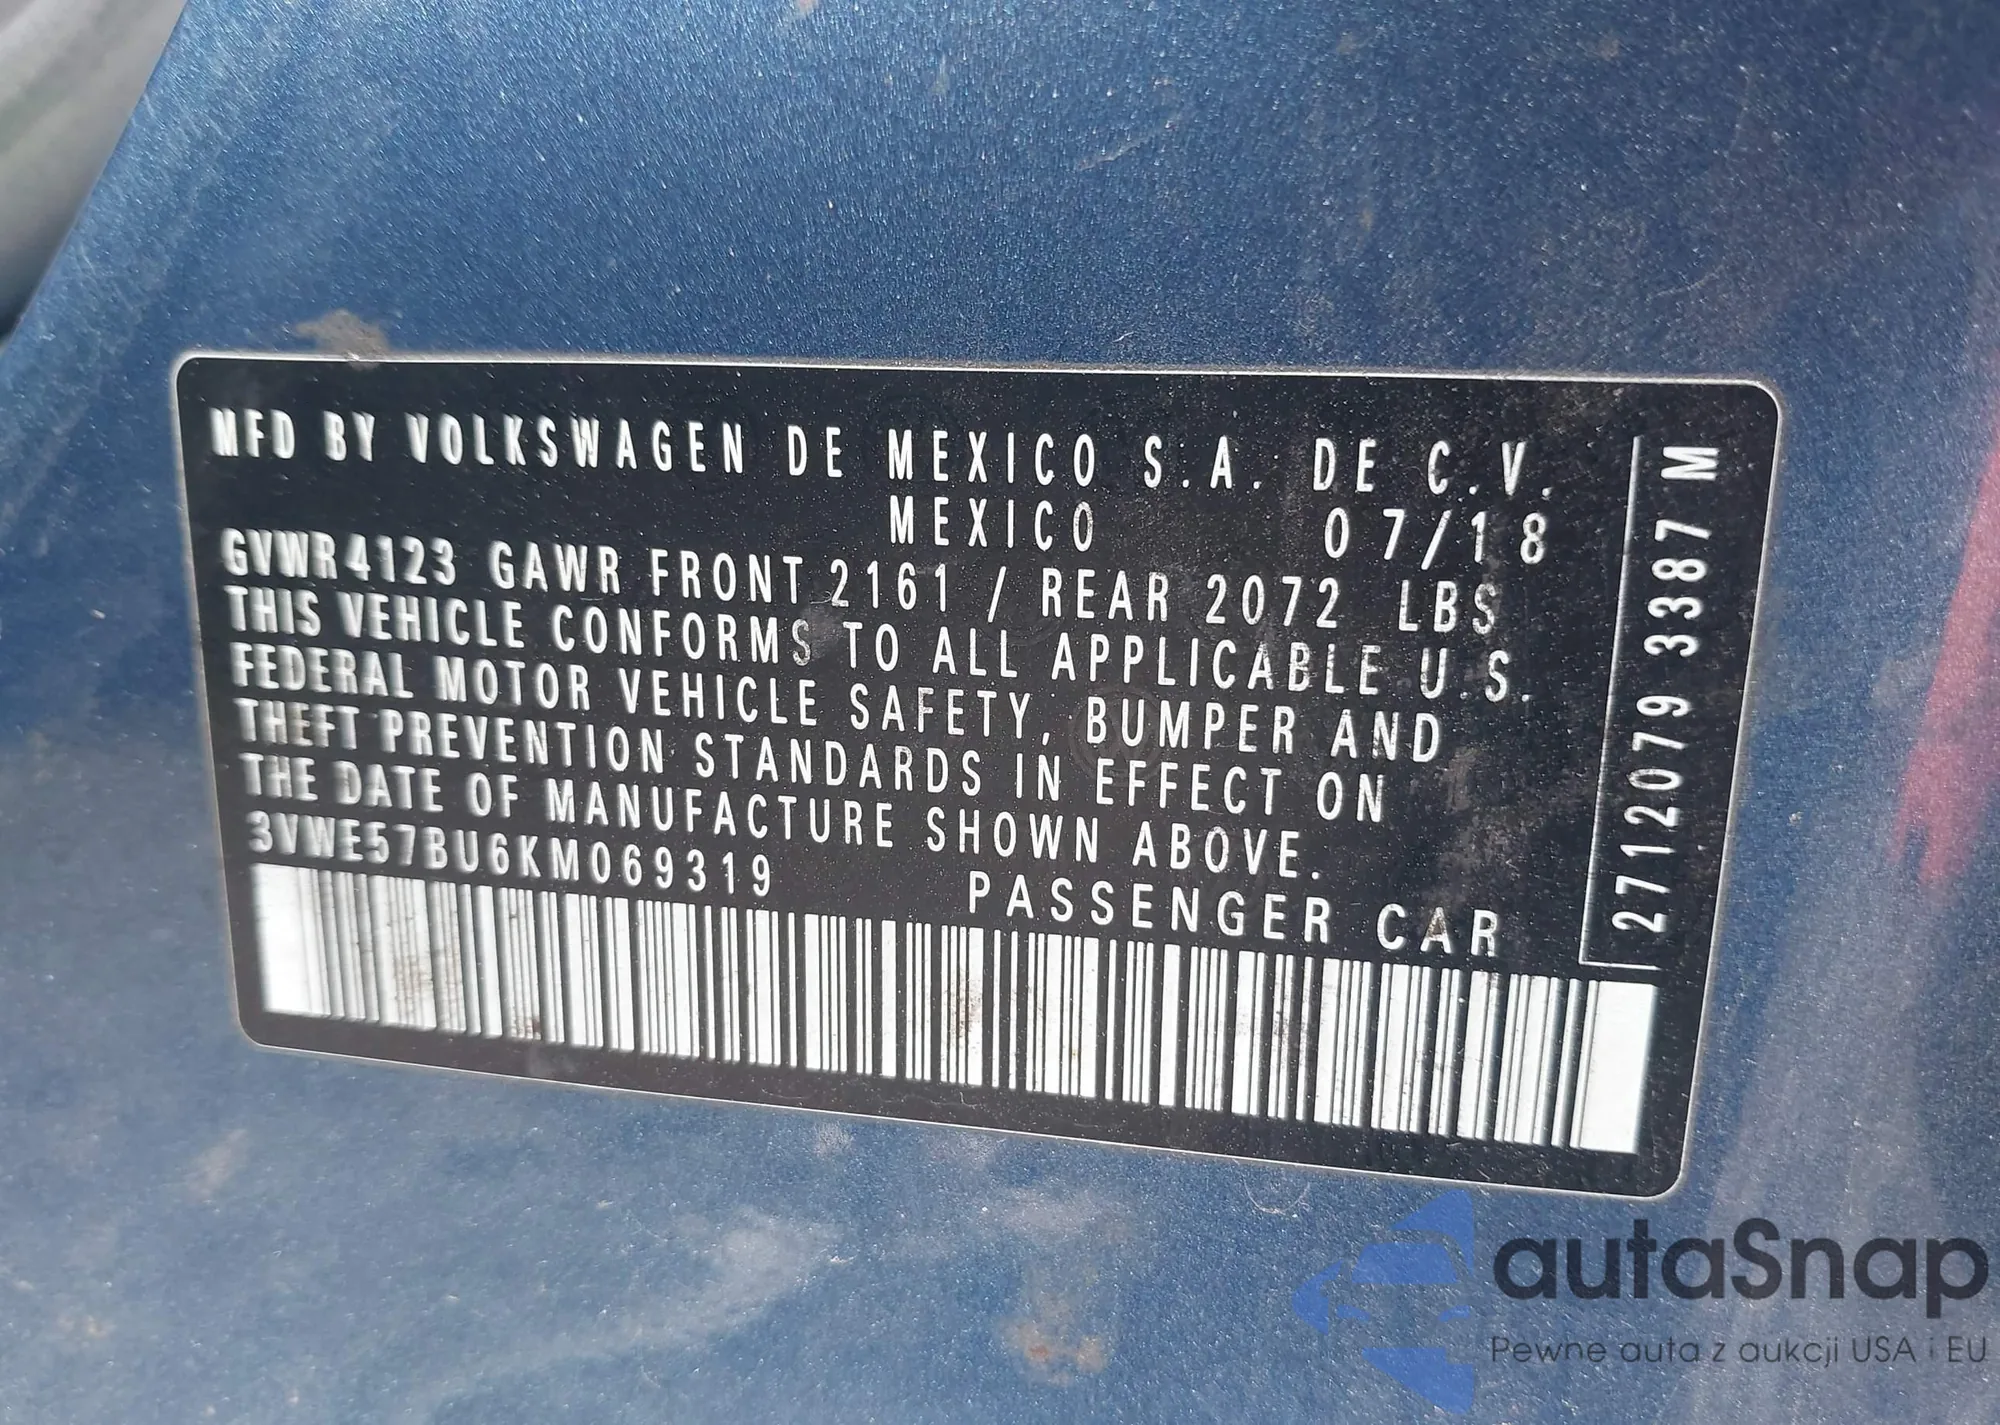 MFD BY VOLKSWAGEN DE MEXICO S.A. DE C.V.
MEXICO 07/18
GVWR4123 GAWR FRONT 2161 / REAR 2072 LBS
THIS VEHICLE CONFORMS TO ALL APPLICABLE U.S.
FEDERAL MOTOR VEHICLE SAFETY, BUMPER AND
THEFT PREVENTION STANDARDS IN EFFECT ON
THE DATE OF MANUFACTURE SHOWN ABOVE.
3VWE57BU6KM069319
PASSENGER CAR
2712079 3387 M
autaSnap
Pewne auta z aukcji USA i EU